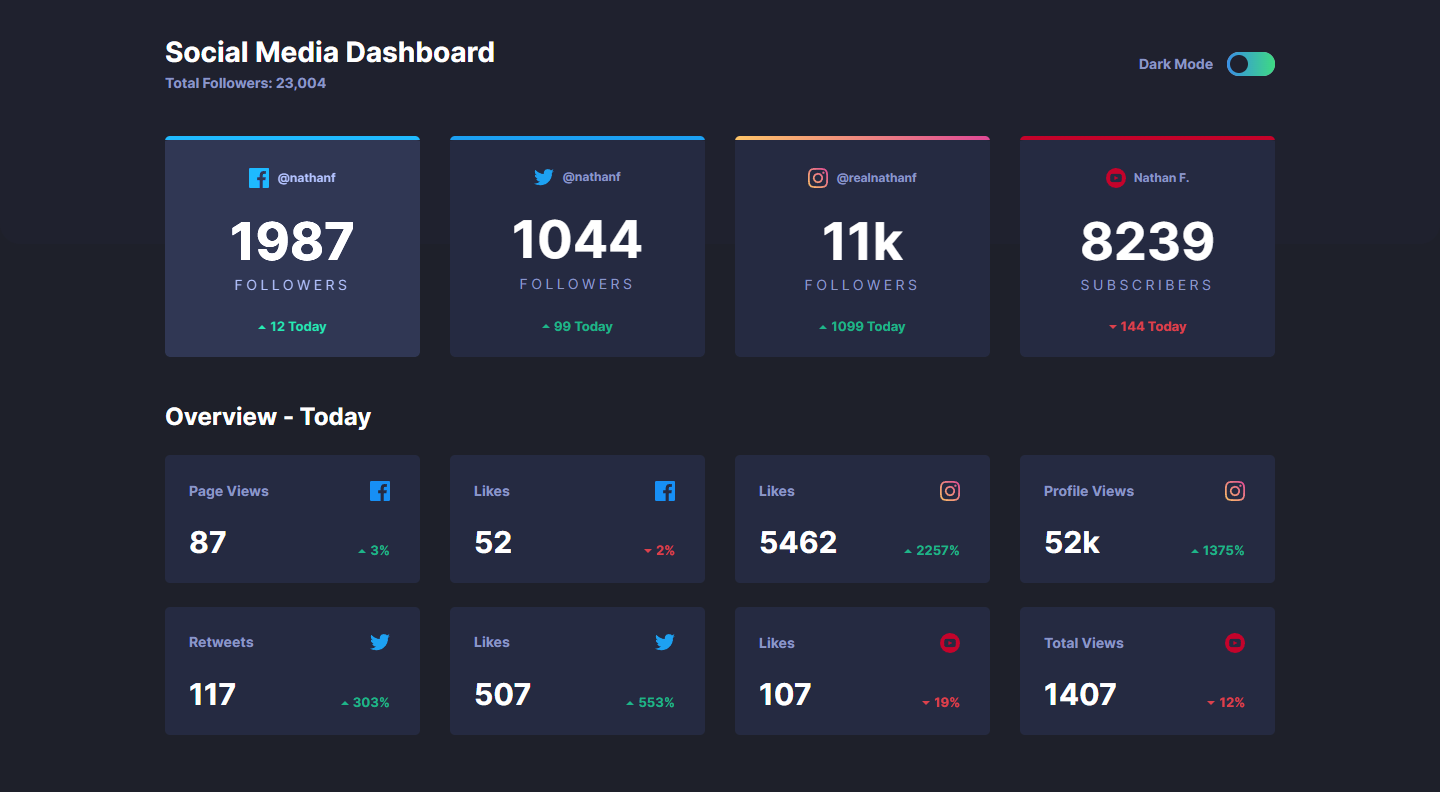 Social Media Dashboard
Total Followers: 23,004
Dark Mode
@nathanf
1987
FOLLOWERS
12 Today
@nathanf
1044
FOLLOWERS
99 Today
@realnathanf
11k
FOLLOWERS
1099 Today
Nathan F.
8239
SUBSCRIBERS
144 Today
Overview - Today
Page Views
87
3%
Likes
52
2%
Likes
5462
2257%
Profile Views
52k
1375%
Retweets
117
303%
Likes
507
553%
Likes
107
19%
Total Views
1407
12%